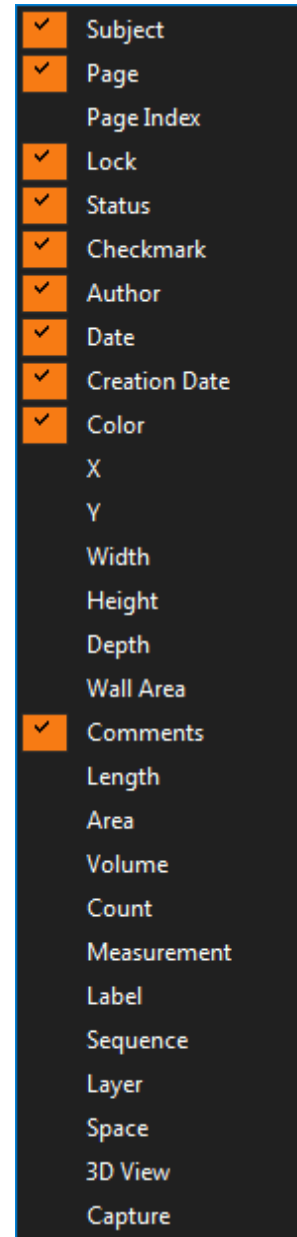 Subject
Page
Page Index
Lock
Status
Checkmark
Author
Date
Creation Date
Color
X
Y
Width
Height
Depth
Wall Area
Comments
Length
Area
Volume
Count
Measurement
Label
Sequence
Layer
Space
3D View
Capture